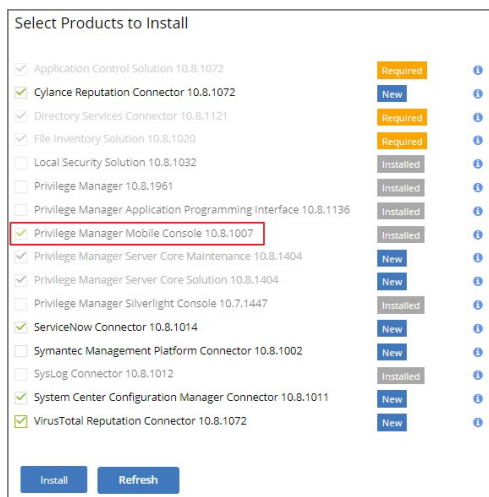 Select Products to Install
Application Control Solution 10.8.1072 Required
Cylance Reputation Connector 10.8.1072 New
Directory Services Connector 10.8.1121 Required
File Inventory Solution 10.8.1020 Required
Local Security Solution 10.8.1032 Installed
Privilege Manager 10.8.1961 Installed
Privilege Manager Application Programming Interface 10.8.1136 Installed
Privilege Manager Mobile Console 10.8.1007 Installed
Privilege Manager Server Core Maintenance 10.8.1404 New
Privilege Manager Server Core Solution 10.8.1404 New
Privilege Manager Silverlight Console 10.7.1447 Installed
ServiceNow Connector 10.8.1014 New
Symantec Management Platform Connector 10.8.1002 New
SysLog Connector 10.8.1012 Installed
System Center Configuration Manager Connector 10.8.1011 New
VirusTotal Reputation Connector 10.8.1072 New
Install Refresh